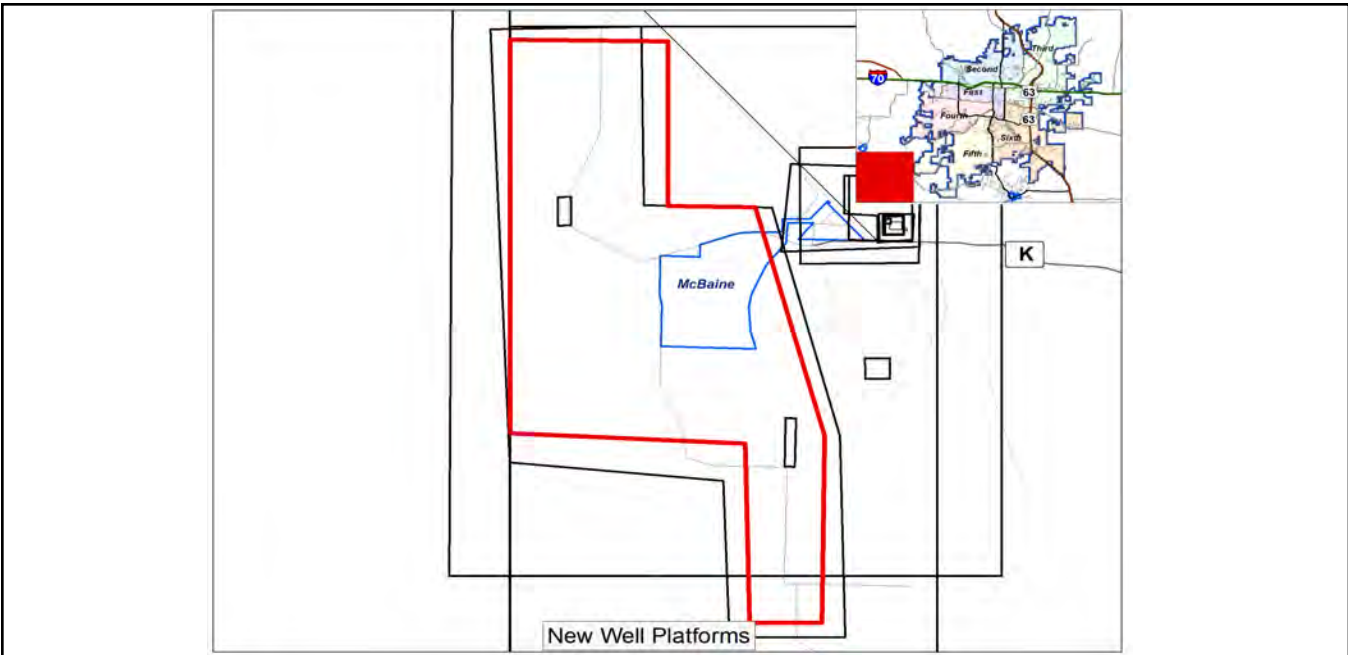 Third
Second
70
First
63
Fourth
63
Sixth
Fifth
K
McBaine
New Well Platforms